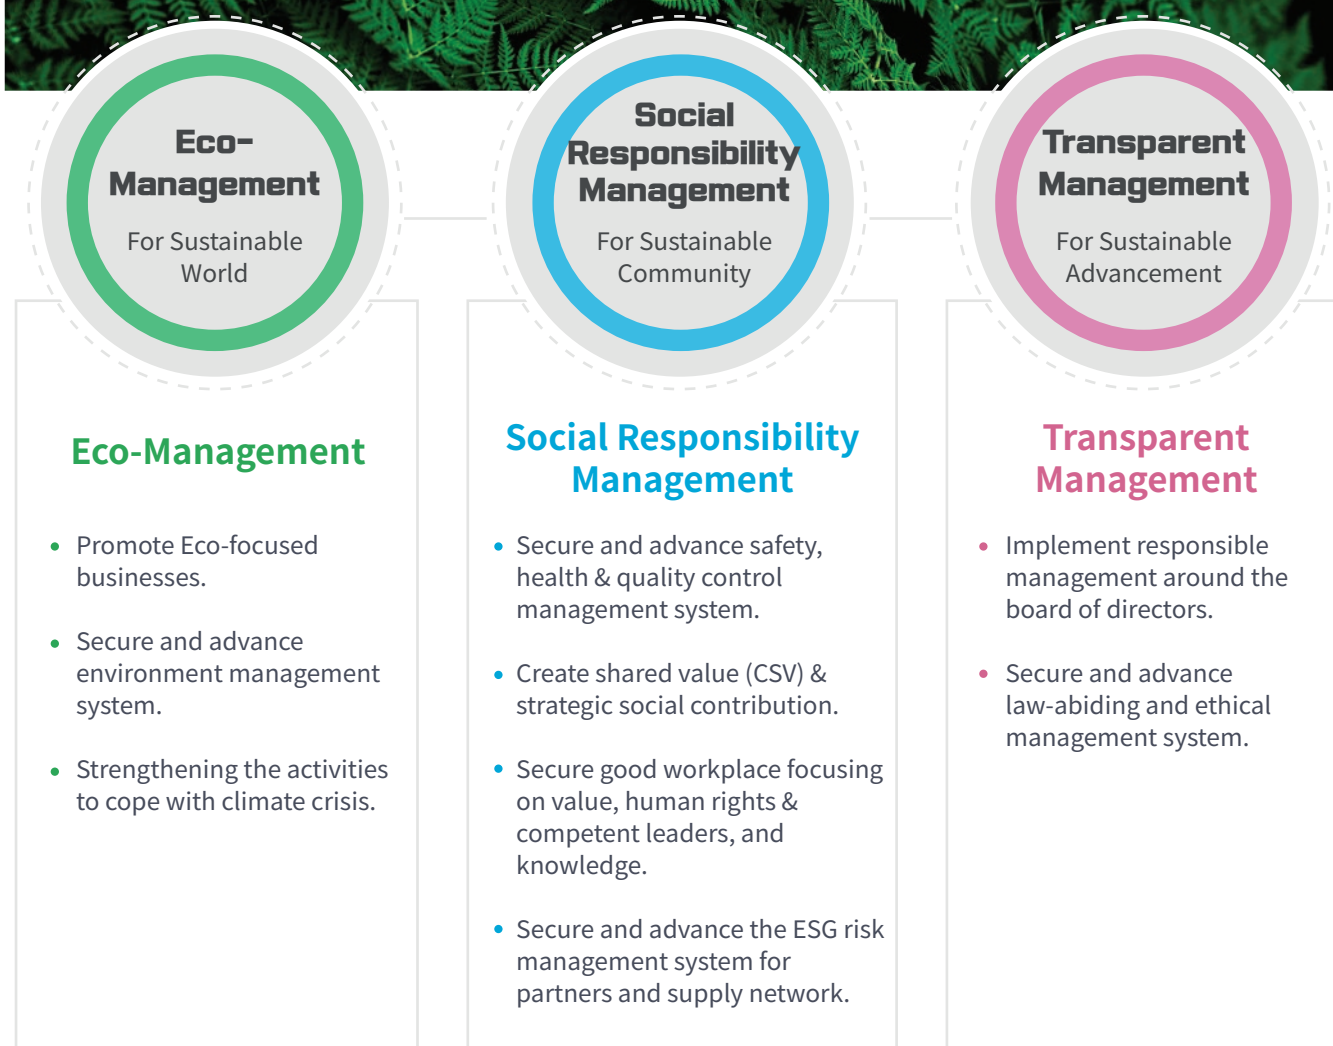 Eco-
Management
For Sustainable
World
Social
Responsibility
Management
For Sustainable
Community
Transparent
Management
For Sustainable
Advancement
Eco-Management
• Promote Eco-focused
businesses.
• Secure and advance
environment management
system.
• Strengthening the activities
to cope with climate crisis.
Social Responsibility
Management
• Secure and advance safety,
health & quality control
management system.
• Create shared value (CSV) &
strategic social contribution.
• Secure good workplace focusing
on value, human rights &
competent leaders, and
knowledge.
• Secure and advance the ESG risk
management system for
partners and supply network.
Transparent
Management
• Implement responsible
management around the
board of directors.
• Secure and advance
law-abiding and ethical
management system.